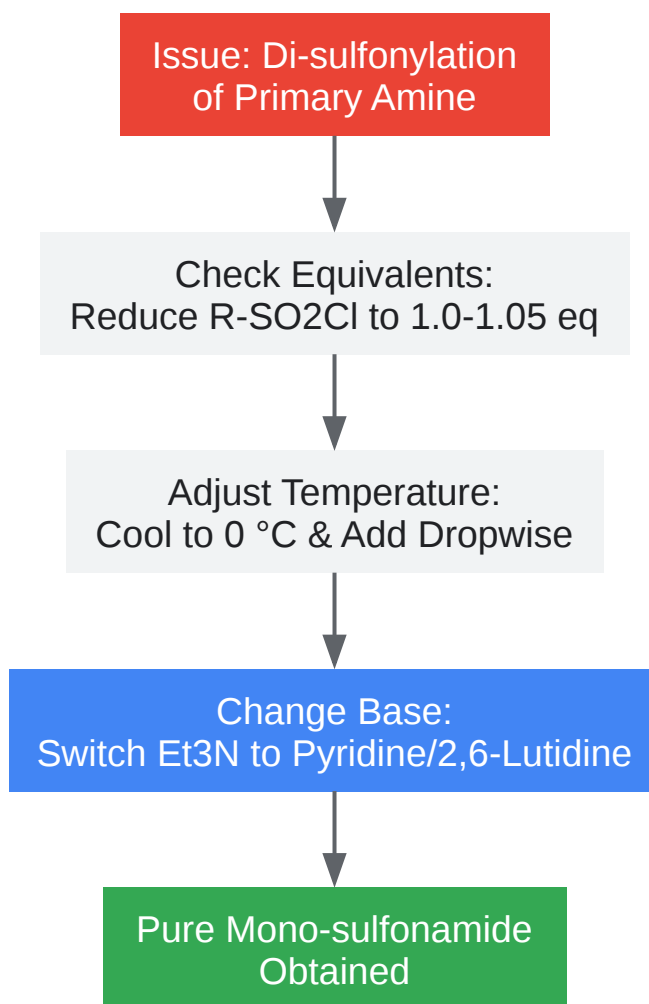 Issue: Di-sulfonylation
of Primary Amine
Check Equivalents:
Reduce R-SO2Cl to 1.0-1.05 eq
Adjust Temperature:
Cool to 0 °C & Add Dropwise
Change Base:
Switch Et3N to Pyridine/2,6-Lutidine
Pure Mono-sulfonamide
Obtained